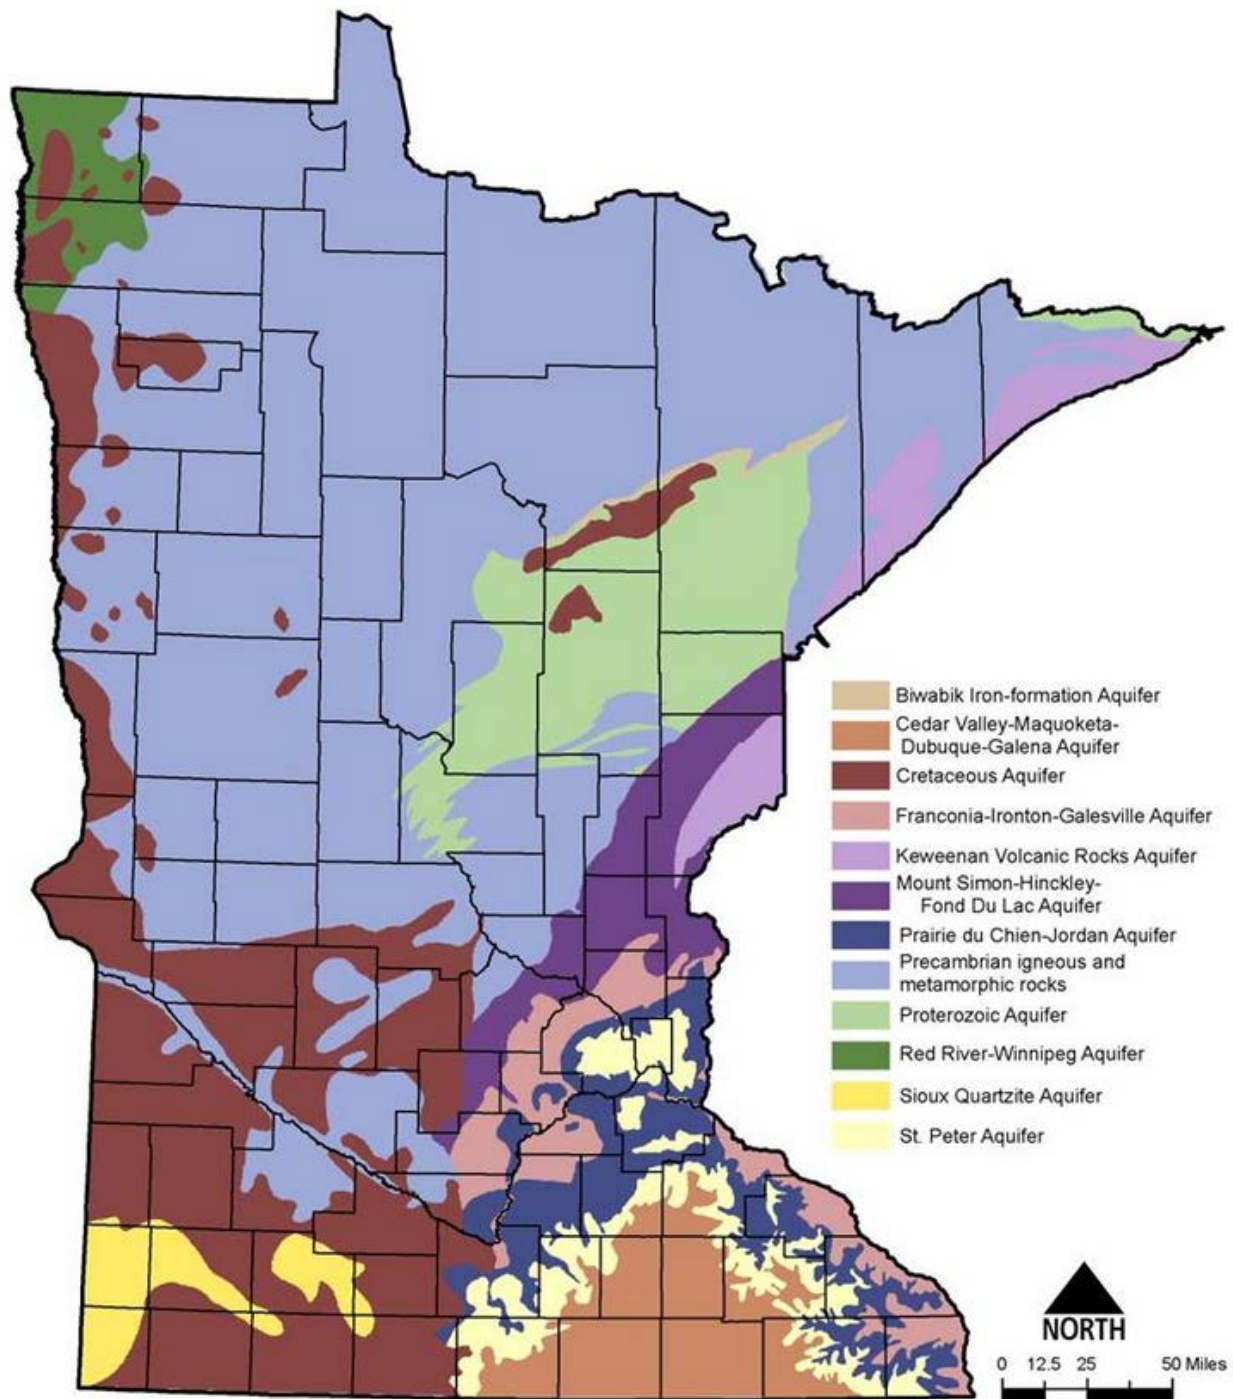 Biwabik Iron-formation Aquifer
Cedar Valley-Maquoketa-
Dubuque-Galena Aquifer
Cretaceous Aquifer
Franconia-Ironton-Galesville Aquifer
Keweenan Volcanic Rocks Aquifer
Mount Simon-Hinckley-
Fond Du Lac Aquifer
Prairie du Chien-Jordan Aquifer
Precambrian igneous and
metamorphic rocks
Proterozoic Aquifer
Red River-Winnipeg Aquifer
Sioux Quartzite Aquifer
St. Peter Aquifer
NORTH
0 12.5 25 50 Miles